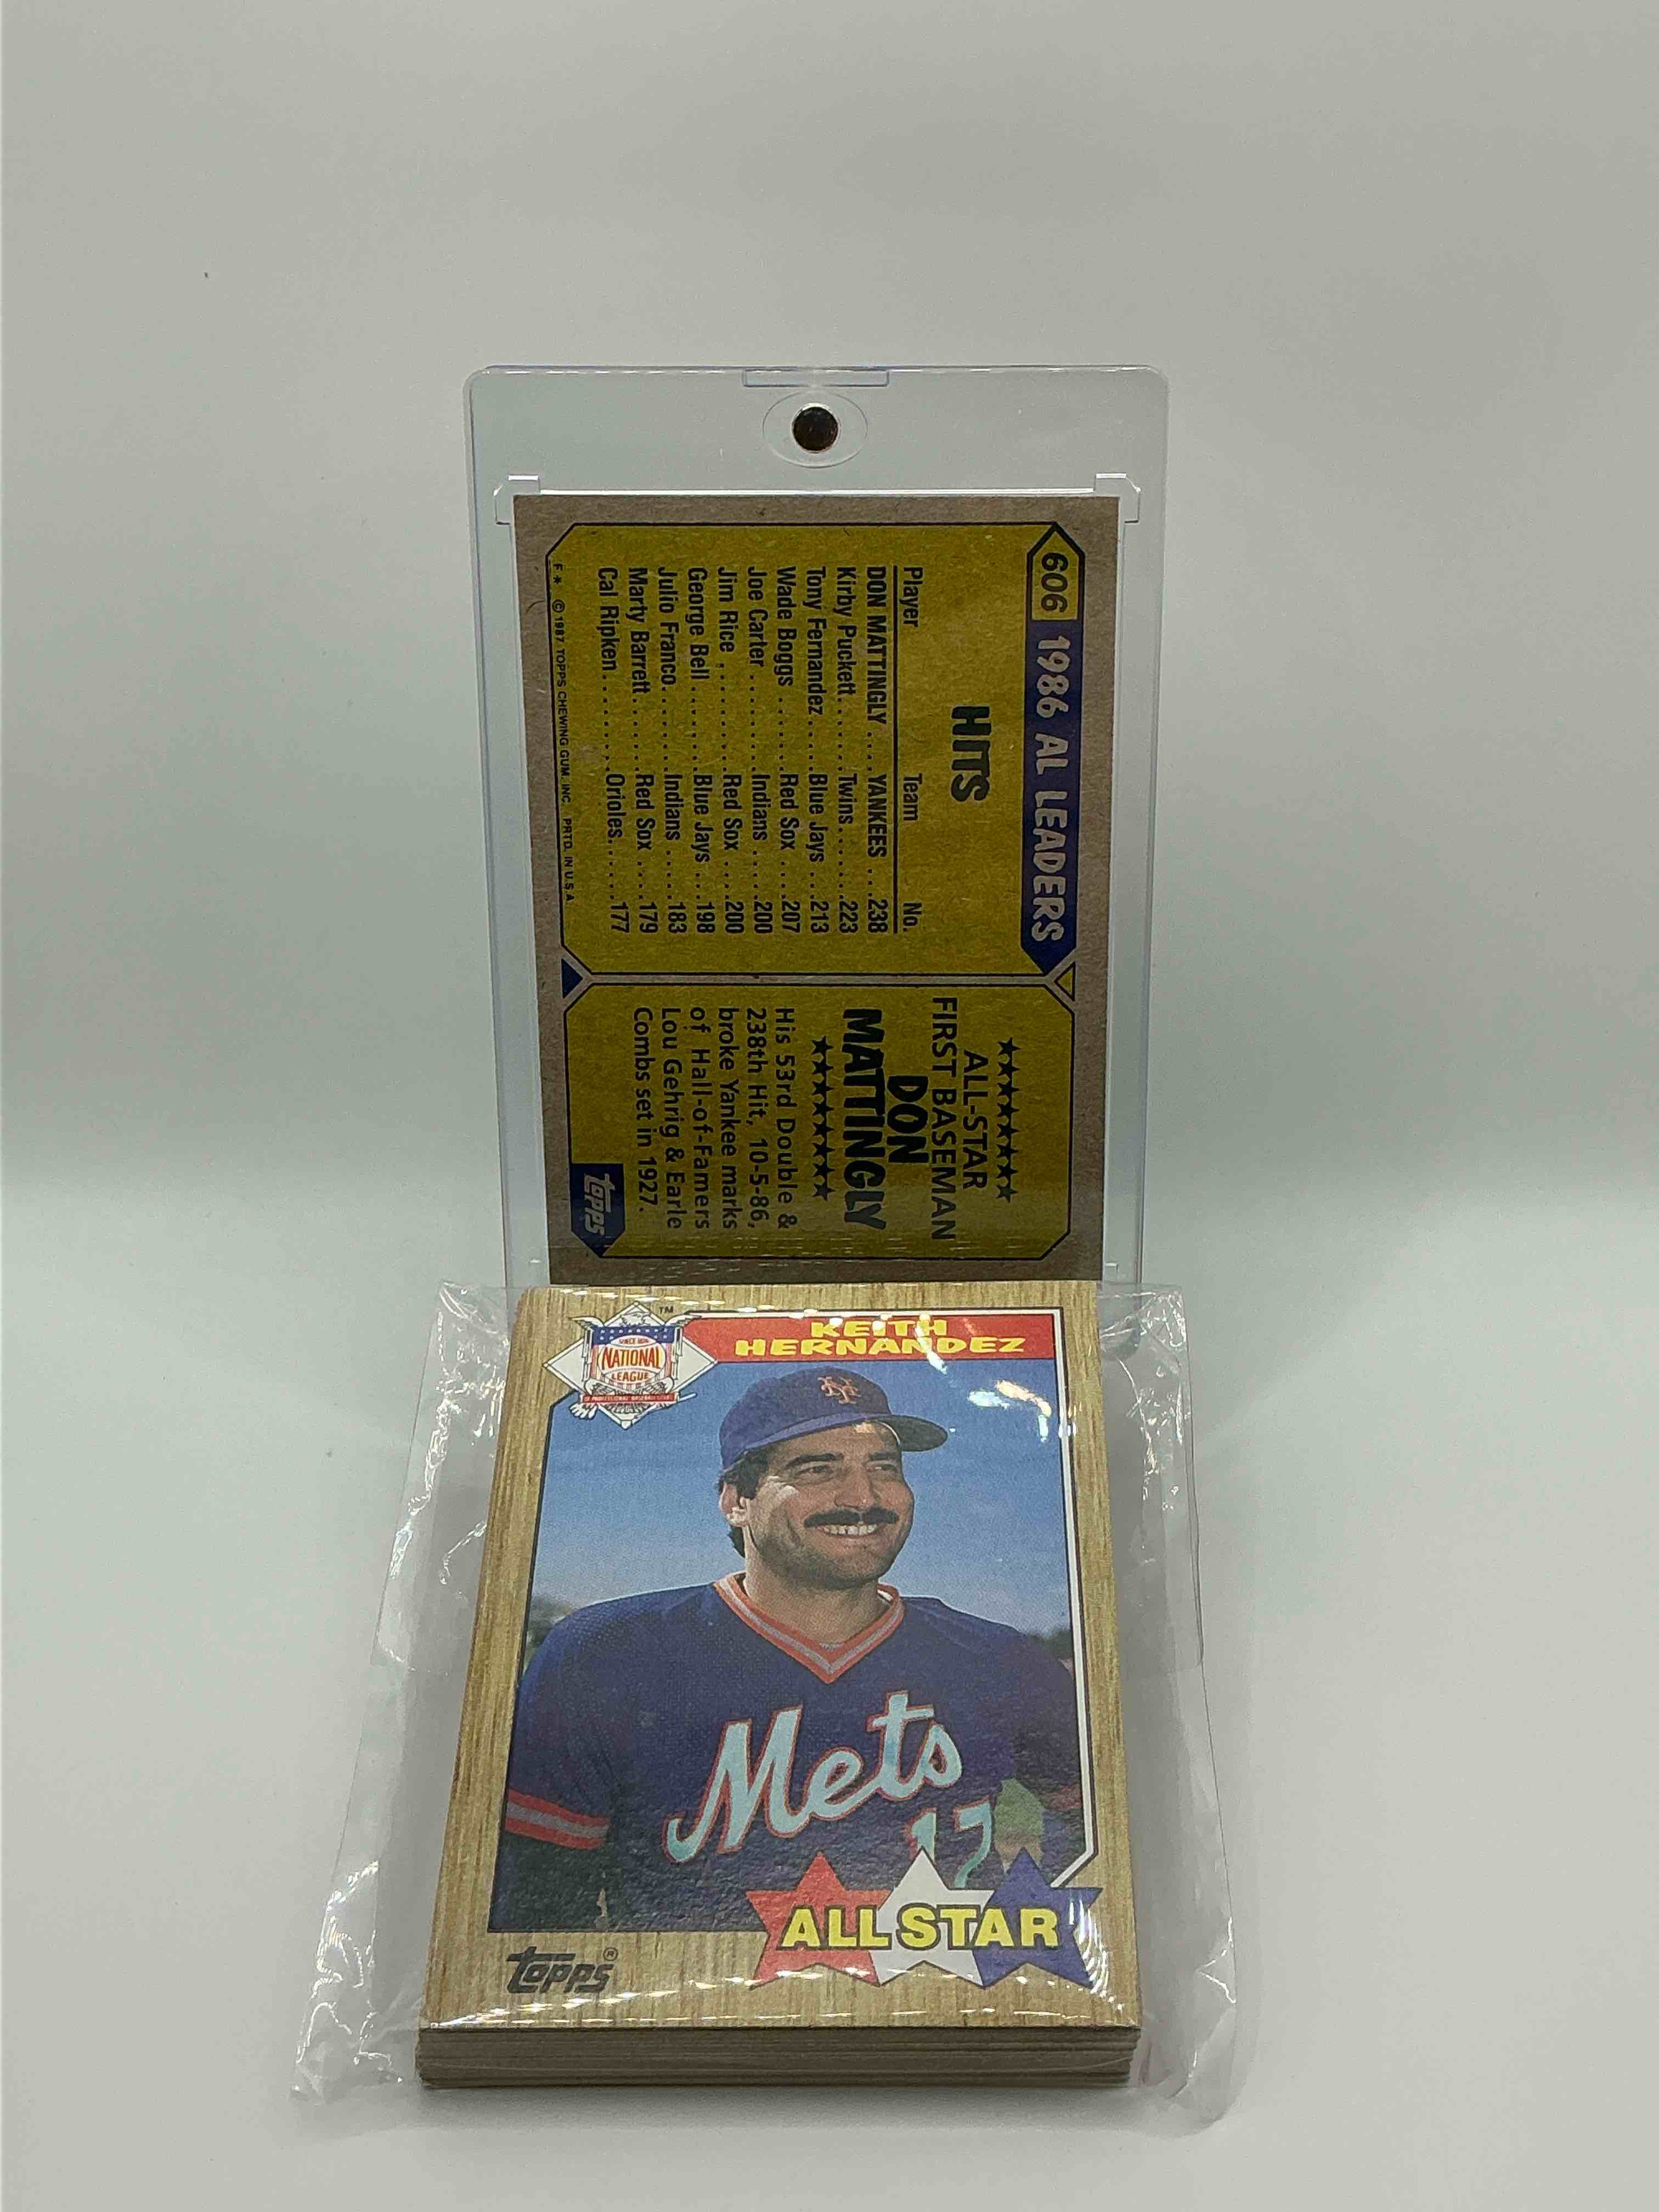 606 1986 AL LEADERS
HITS
Player Team No.
DON MATTINGLY .... YANKEES ...238
Kirby Puckett.......Twins.......223
Tony Fernandez.....Blue Jays ...213
Wade Boggs .......Red Sox .....207
Joe Carter .........Indians .....200
Jim Rice ..........Red Sox ....200
George Bell ........Blue Jays ...198
Julio Franco........Indians .....183
Marty Barrett.......Red Sox ....179
Cal Ripken..........Orioles......177
F* © 1987 TOPPS CHEWING GUM, INC. PRTD. IN U.S.A.
★★★★★★★
ALL-STAR
FIRST BASEMAN
DON
MATTINGLY
★★★★★★★
His 53rd Double &
238th Hit, 10-5-86,
broke Yankee marks
of Hall-of-Famers
Lou Gehrig & Earle
Combs set in 1927.
topps
TM
KEITH
HERNANDEZ
SINCE 1876
NATIONAL
LEAGUE
NY
Mets
17
ALL STAR
topps®